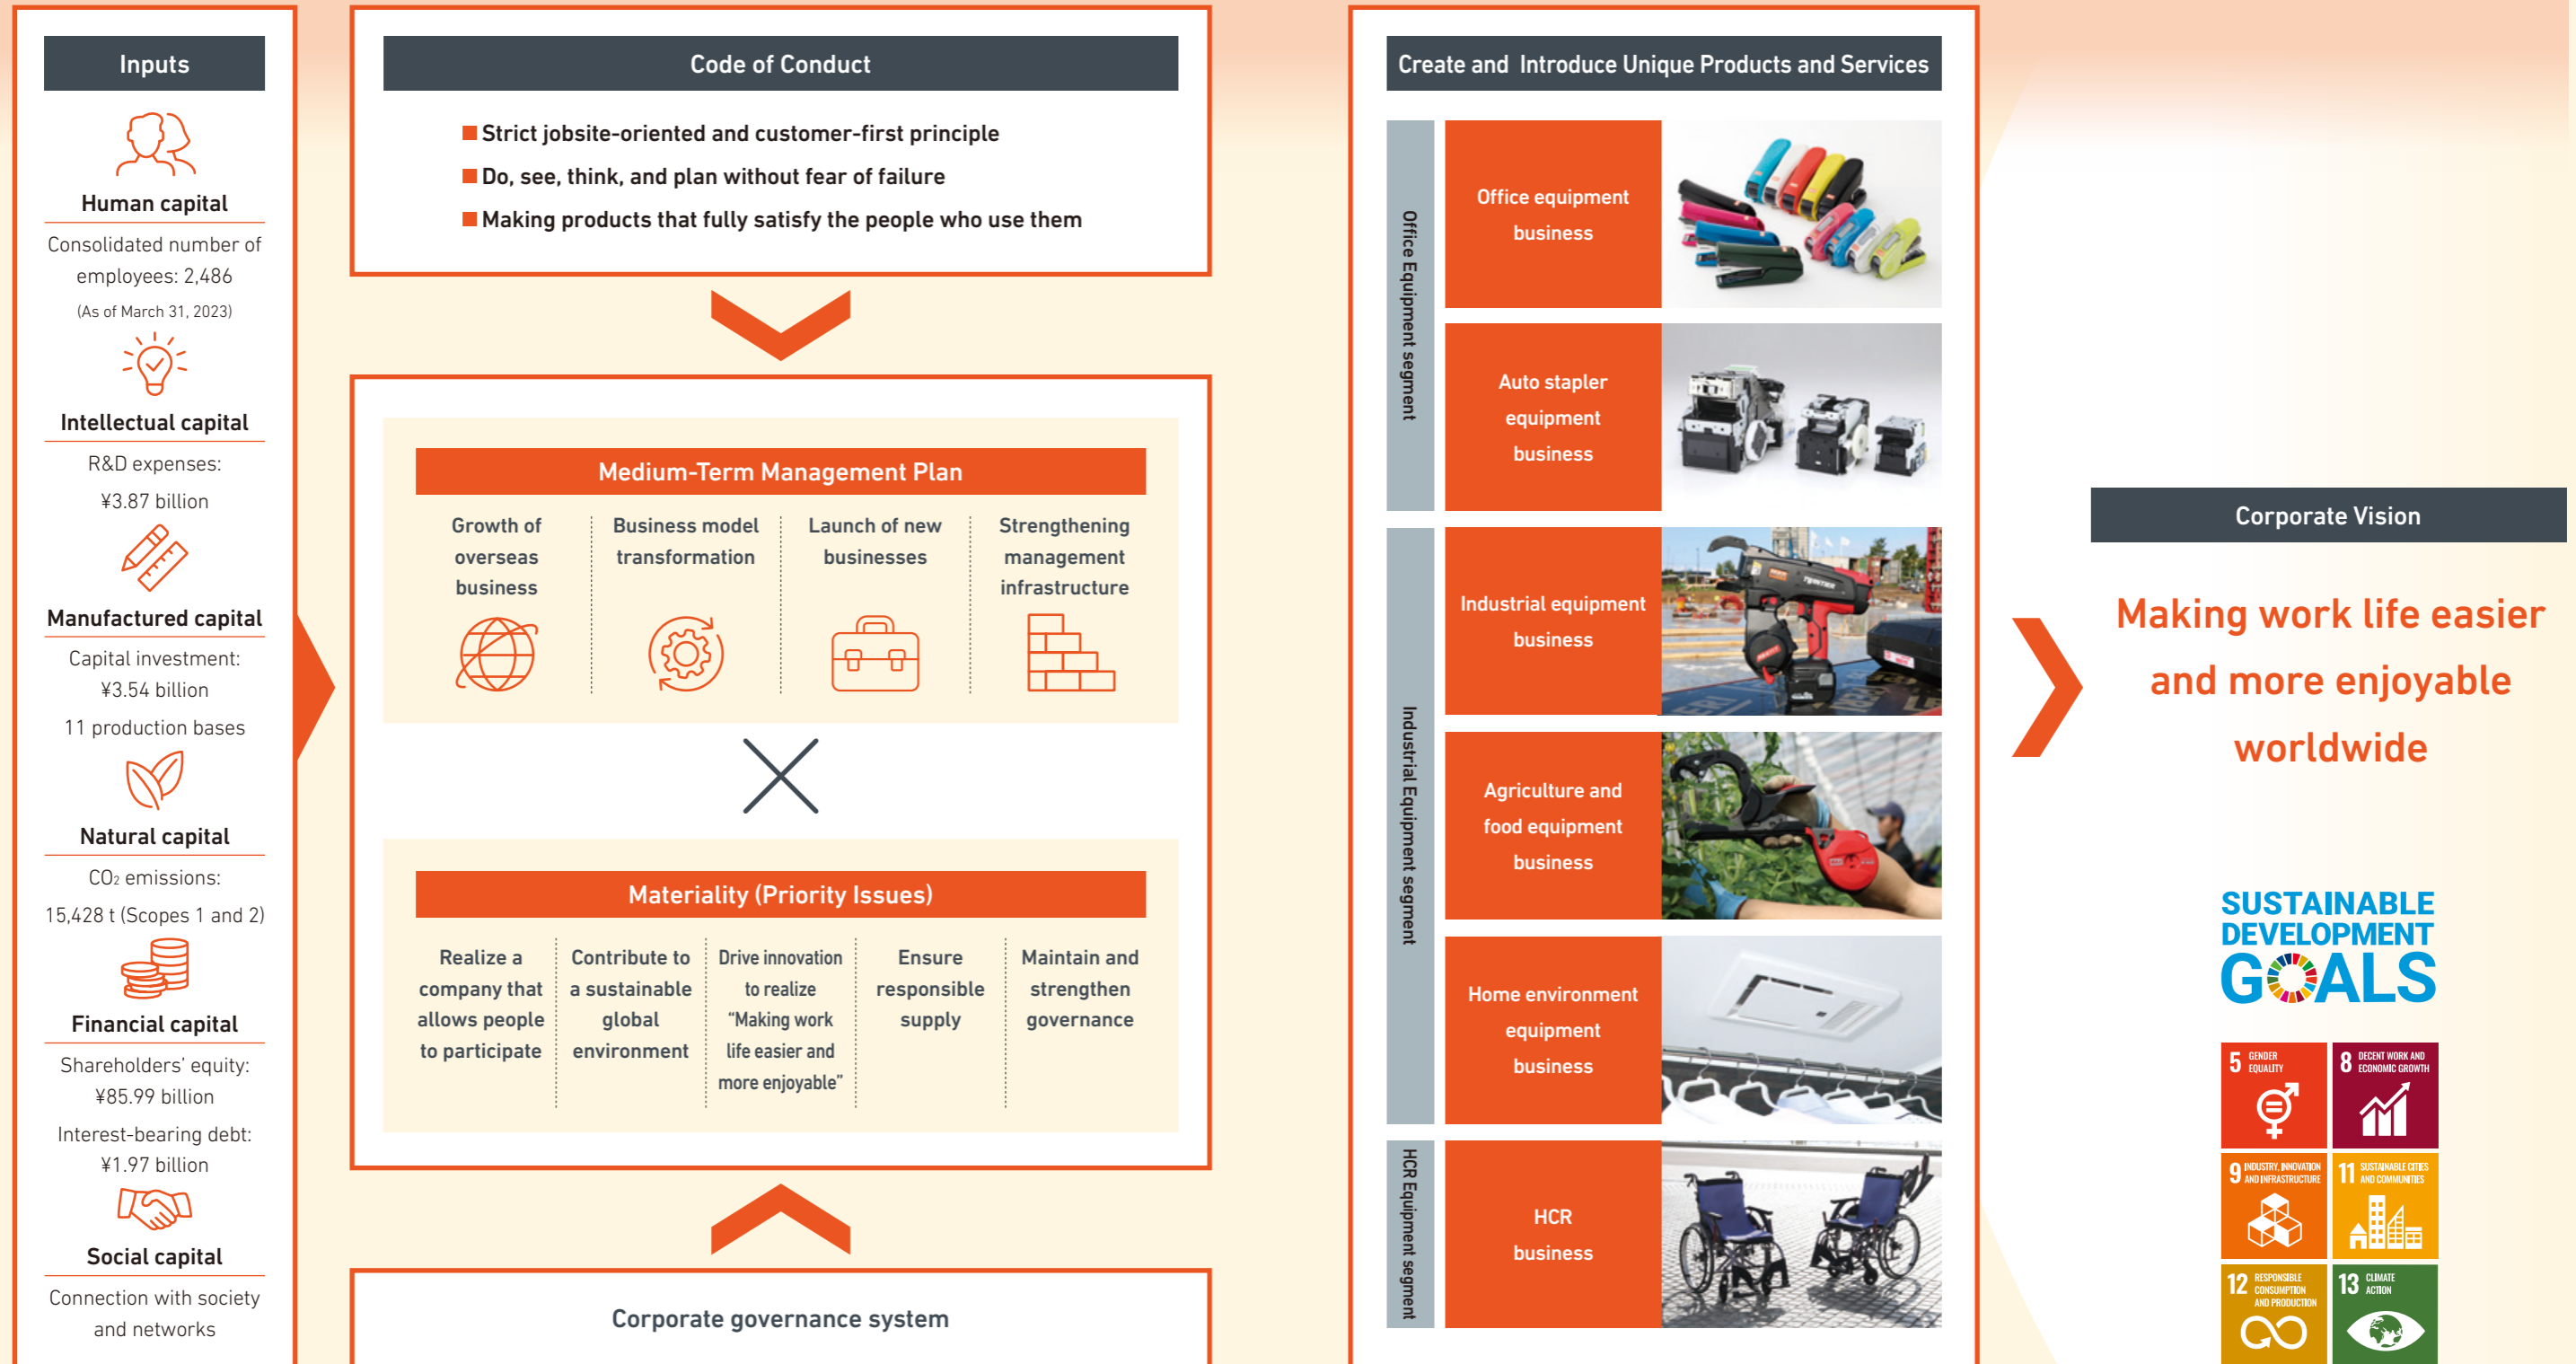 Inputs
Human capital
Consolidated number of
employees: 2,486
(As of March 31, 2023)
Intellectual capital
R&D expenses:
¥3.87 billion
Manufactured capital
Capital investment:
¥3.54 billion
11 production bases
Natural capital
CO2 emissions:
15,428 t (Scopes 1 and 2)
Financial capital
Shareholders' equity:
¥85.99 billion
Interest-bearing debt:
¥1.97 billion
Social capital
Connection with society
and networks
Code of Conduct
Strict jobsite-oriented and customer-first principle
Do, see, think, and plan without fear of failure
Making products that fully satisfy the people who use them
Medium-Term Management Plan
Growth of
overseas
business
Business model
transformation
Launch of new
businesses
Strengthening
management
infrastructure
Materiality (Priority Issues)
Realize a
company that
allows people
to participate
Contribute to
a sustainable
global
environment
Drive innovation
to realize
“Making work
life easier and
more enjoyable”
Ensure
responsible
supply
Maintain and
strengthen
governance
Corporate governance system
Create and Introduce Unique Products and Services
Office Equipment segment
Office equipment
business
Auto stapler
equipment
business
Industrial Equipment segment
Industrial equipment
business
Agriculture and
food equipment
business
Home environment
equipment
business
HCR Equipment segment
HCR
business
Corporate Vision
Making work life easier
and more enjoyable
worldwide
SUSTAINABLE
DEVELOPMENT
GOALS
5 GENDER
EQUALITY
8 DECENT WORK AND
ECONOMIC GROWTH
9 INDUSTRY, INNOVATION
AND INFRASTRUCTURE
11 SUSTAINABLE CITIES
AND COMMUNITIES
12 RESPONSIBLE
CONSUMPTION
AND PRODUCTION
13 CLIMATE
ACTION